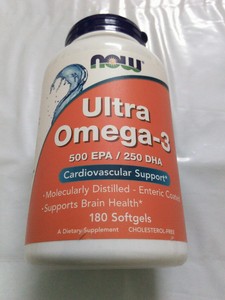 NOW
Ultra
Omega-3
500 EPA / 250 DHA
Cardiovascular Support*
• Molecularly Distilled - Enteric Coated
• Supports Brain Health*
180 Softgels
A Dietary Supplement
CHOLESTEROL-FREE